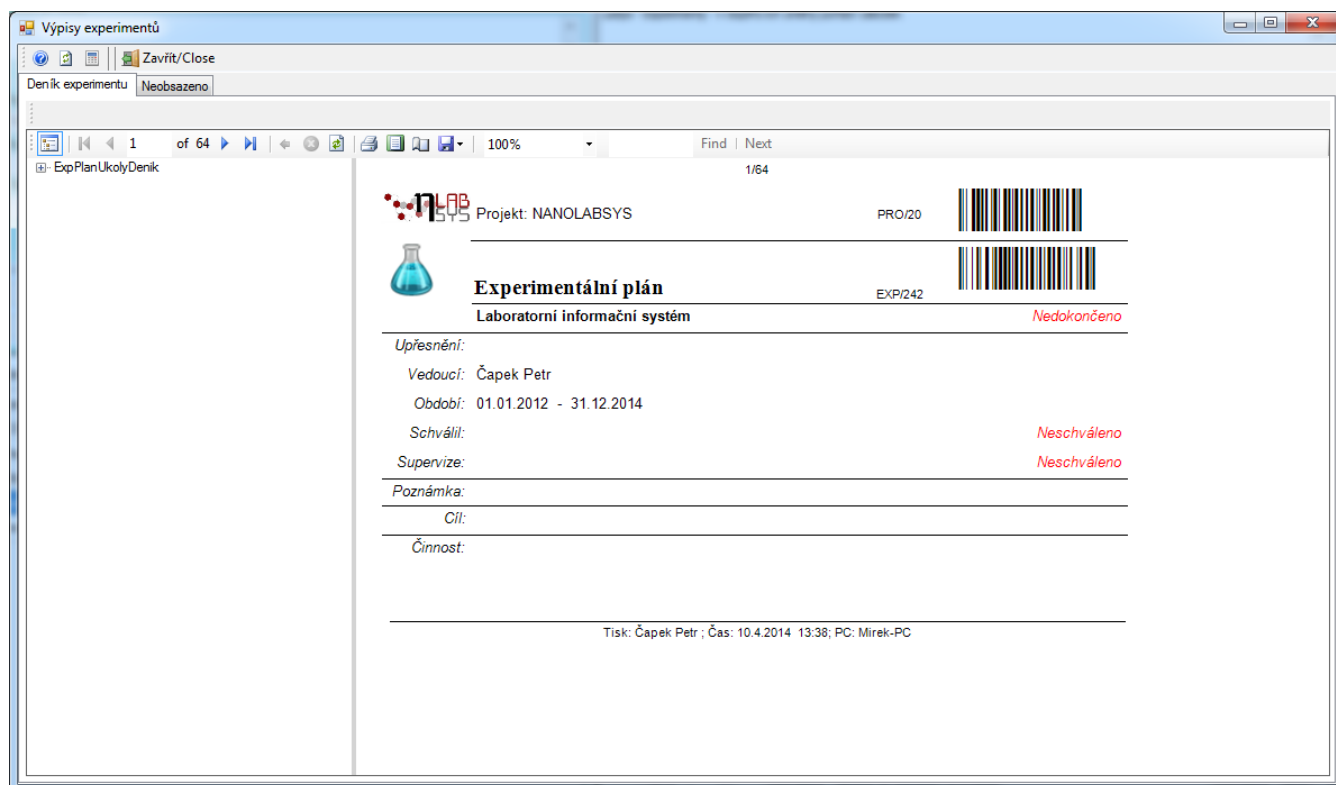 Výpisy experimentů
Zavřít/Close
Deník experimentu Neobsazeno
1 of 64 100% Find | Next
ExpPlanUkolyDenik
1/64
nLAB SYS Projekt: NANOLABSYS PRO/20
Experimentální plán EXP/242
Laboratorní informační systém Nedokončeno
Upřesnění:
Vedoucí: Čapek Petr
Období: 01.01.2012 - 31.12.2014
Schválil: Neschváleno
Supervize: Neschváleno
Poznámka:
Cíl:
Činnost:
Tisk: Čapek Petr ; Čas: 10.4.2014 13:38; PC: Mirek-PC